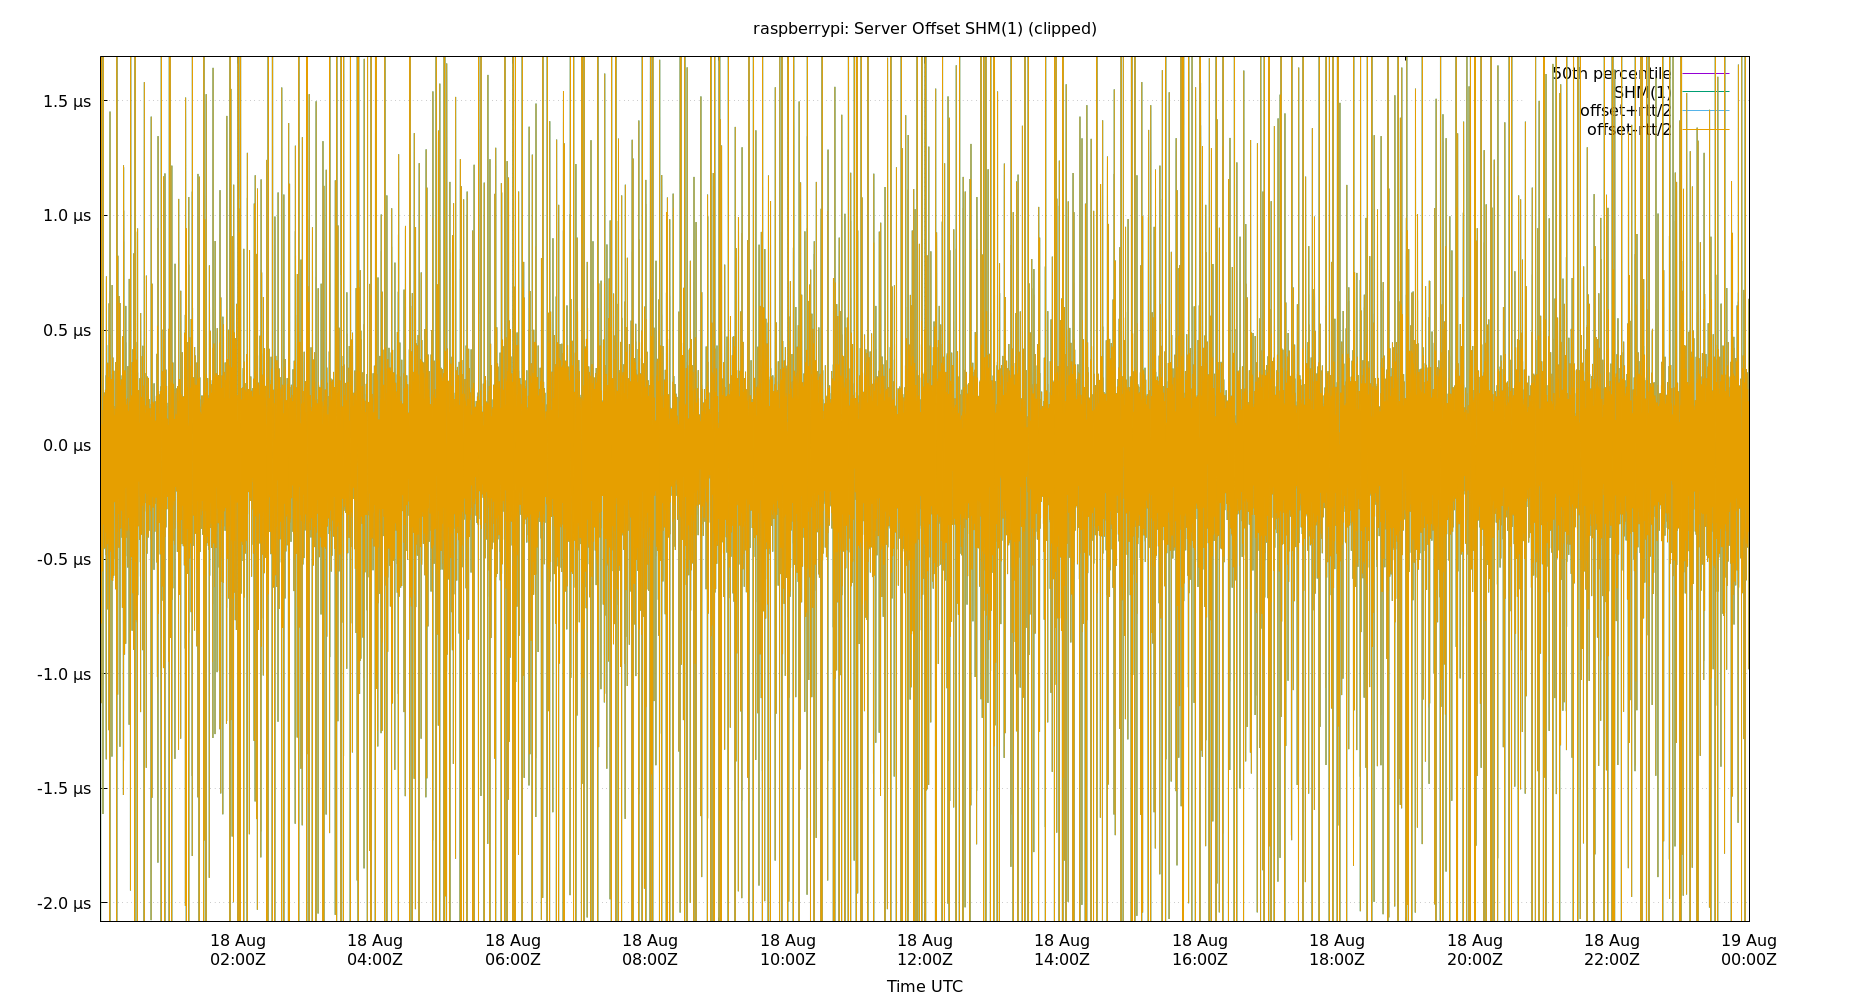 raspberrypi: Server Offset SHM(1) (clipped)
50th percentile
SHM(1)
offset+rtt/2
offset-rtt/2
1.5 µs
1.0 µs
0.5 µs
0.0 µs
-0.5 µs
-1.0 µs
-1.5 µs
-2.0 µs
18 Aug 18 Aug 18 Aug 18 Aug 18 Aug 18 Aug 18 Aug 18 Aug 18 Aug 18 Aug 18 Aug 19 Aug
02:00Z 04:00Z 06:00Z 08:00Z 10:00Z 12:00Z 14:00Z 16:00Z 18:00Z 20:00Z 22:00Z 00:00Z
Time UTC